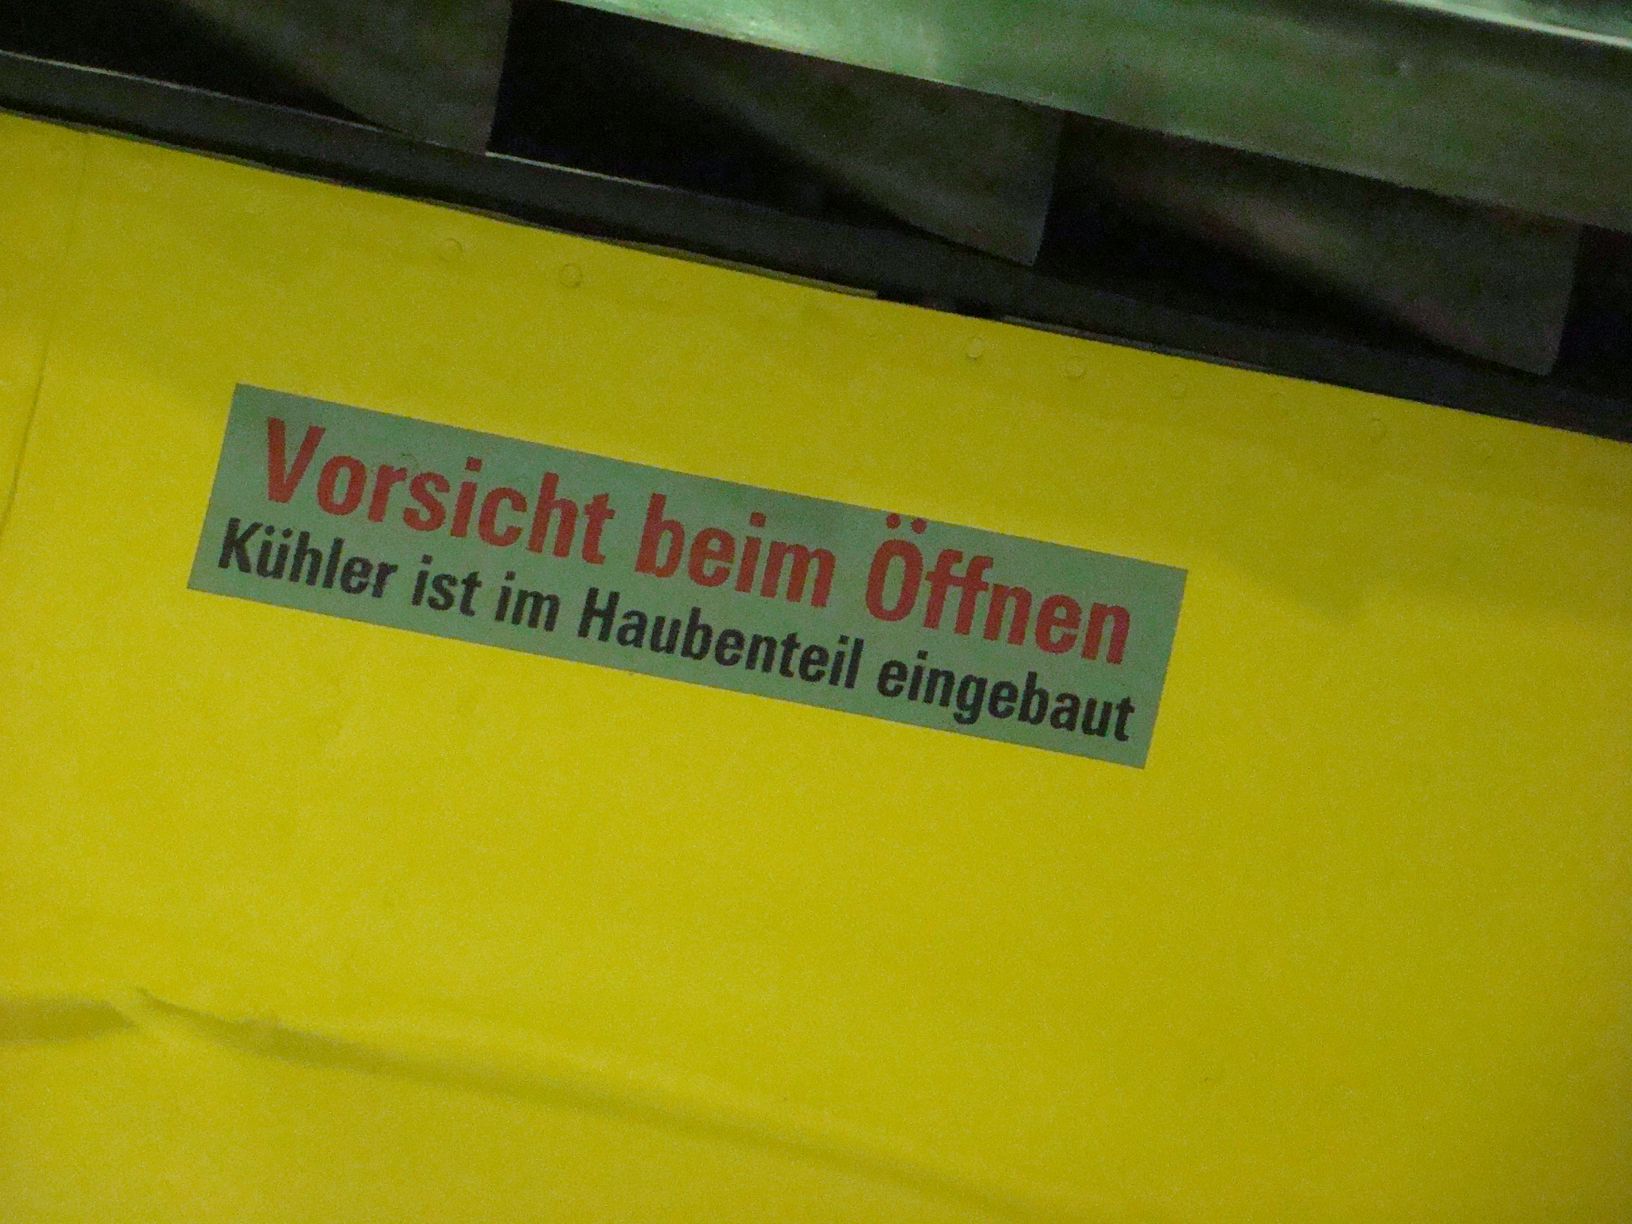 Vorsicht beim Öffnen
Kühler ist im Haubenteil eingebaut